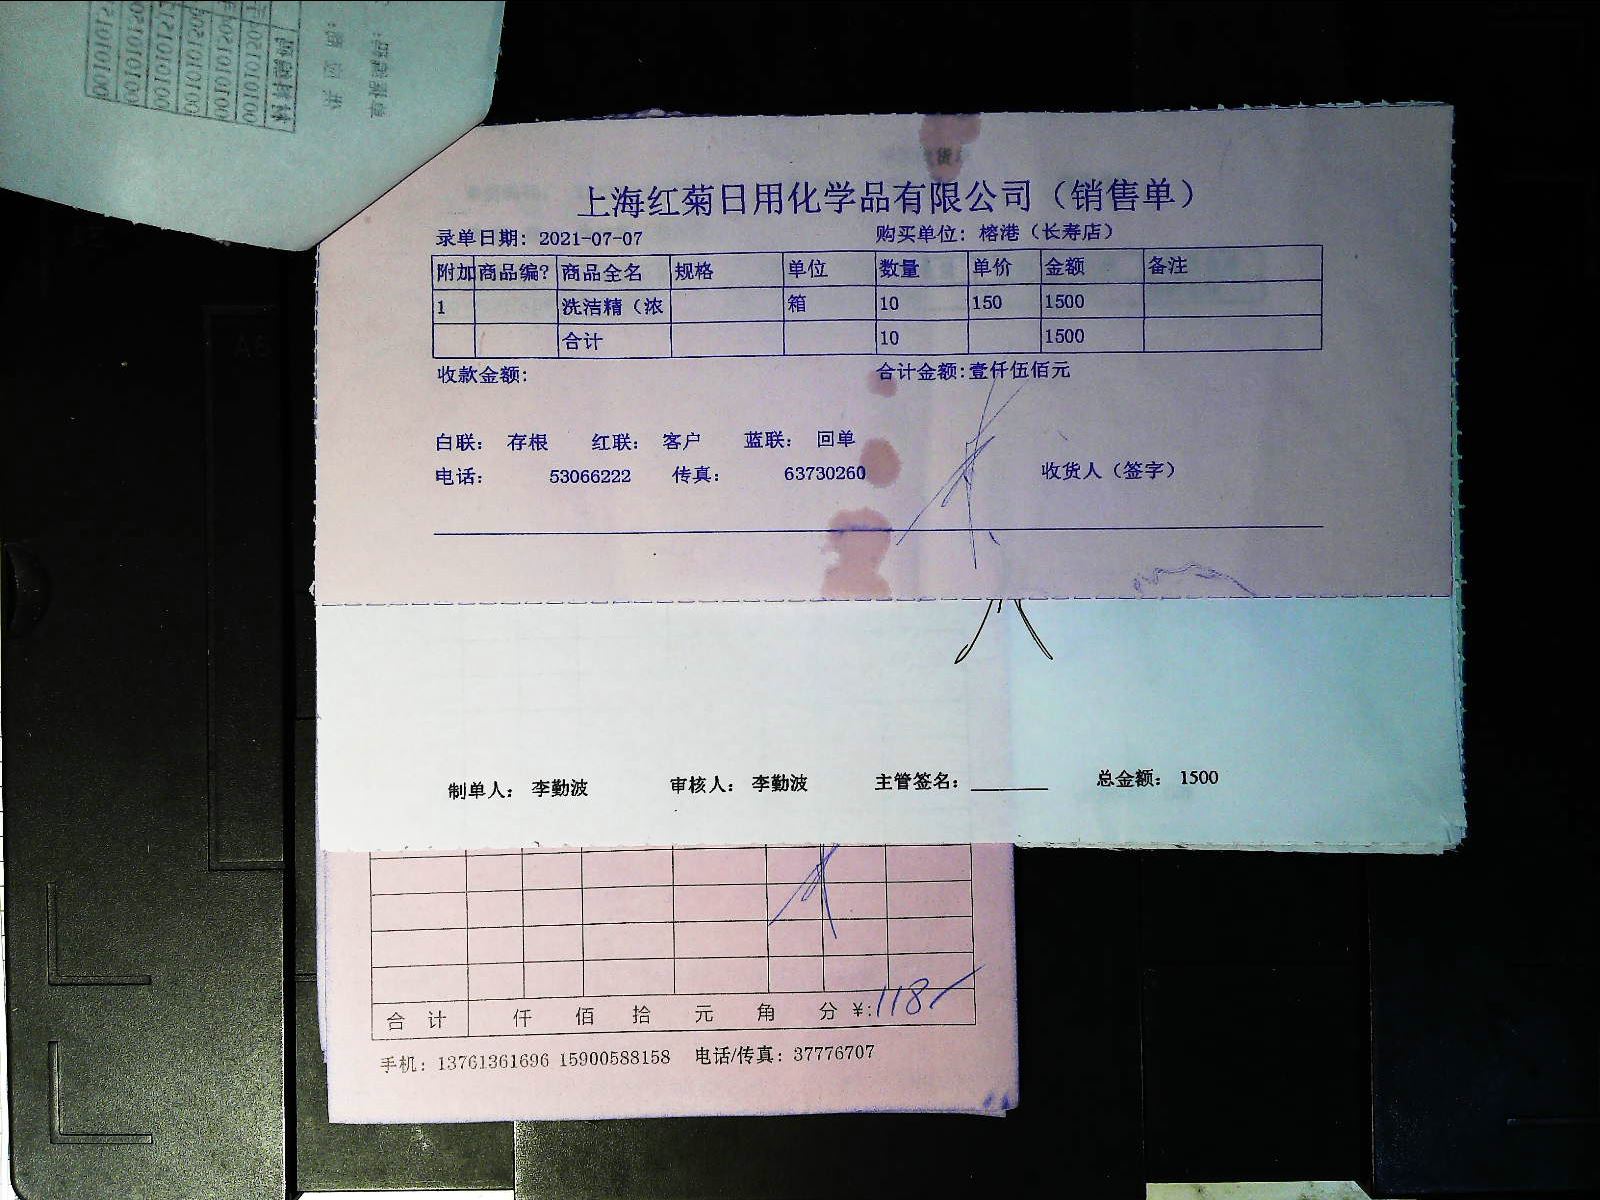 上海红菊日用化学品有限公司（销售单）
录单日期: 2021-07-07 购买单位: 榕港（长寿店）
附加 商品编? 商品全名 规格 单位 数量 单价 金额 备注
1 洗洁精（浓 箱 10 150 1500
合计 10 1500
收款金额: 合计金额:壹仟伍佰元
白联: 存根 红联: 客户 蓝联: 回单
电话: 53066222 传真: 63730260 收货人（签字）
制单人: 李勤波 审核人: 李勤波 主管签名: 总金额: 1500
合计 仟 佰 拾 元 角 分 ¥:118
手机: 13761361696 15900588158 电话/传真: 37776707